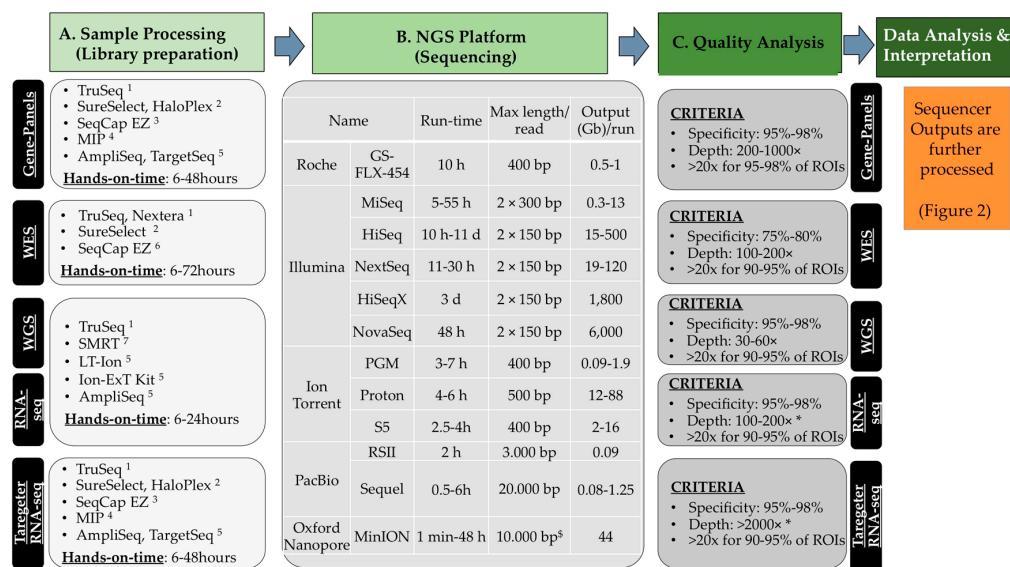 A. Sample Processing
(Library preparation)
B. NGS Platform
(Sequencing)
C. Quality Analysis
Data Analysis &
Interpretation
Gene-Panels
• TruSeq ¹
• SureSelect, HaloPlex ²
• SeqCap EZ ³
• MIP ⁴
• AmpliSeq, TargetSeq ⁵
Hands-on-time: 6-48hours
WES
• TruSeq, Nextera ¹
• SureSelect ²
• SeqCap EZ ⁶
Hands-on-time: 6-72hours
WGS
RNA-
seq
• TruSeq ¹
• SMRT ⁷
• LT-Ion ⁵
• Ion-ExT Kit ⁵
• AmpliSeq ⁵
Hands-on-time: 6-24hours
Taregeter
RNA-seq
• TruSeq ¹
• SureSelect, HaloPlex ²
• SeqCap EZ ³
• MIP ⁴
• AmpliSeq, TargetSeq ⁵
Hands-on-time: 6-48hours
Name Run-time Max length/ Output
read (Gb)/run
Roche GS- 10 h 400 bp 0.5-1
FLX-454
Illumina
MiSeq 5-55 h 2 × 300 bp 0.3-13
HiSeq 10 h-11 d 2 × 150 bp 15-500
NextSeq 11-30 h 2 × 150 bp 19-120
HiSeqX 3 d 2 × 150 bp 1,800
NovaSeq 48 h 2 × 150 bp 6,000
Ion
Torrent
PGM 3-7 h 400 bp 0.09-1.9
Proton 4-6 h 500 bp 12-88
S5 2.5-4h 400 bp 2-16
PacBio
RSII 2 h 3.000 bp 0.09
Sequel 0.5-6h 20.000 bp 0.08-1.25
Oxford
Nanopore MinION 1 min-48 h 10.000 bp$ 44
CRITERIA
• Specificity: 95%-98%
• Depth: 200-1000×
• >20x for 95-98% of ROIs
Gene-Panels
CRITERIA
• Specificity: 75%-80%
• Depth: 100-200×
• >20x for 90-95% of ROIs
WES
CRITERIA
• Specificity: 95%-98%
• Depth: 30-60×
• >20x for 90-95% of ROIs
WGS
CRITERIA
• Specificity: 95%-98%
• Depth: 100-200× *
• >20x for 90-95% of ROIs
RNA-
seq
CRITERIA
• Specificity: 95%-98%
• Depth: >2000× *
• >20x for 90-95% of ROIs
Taregeter
RNA-seq
Sequencer
Outputs are
further
processed
(Figure 2)